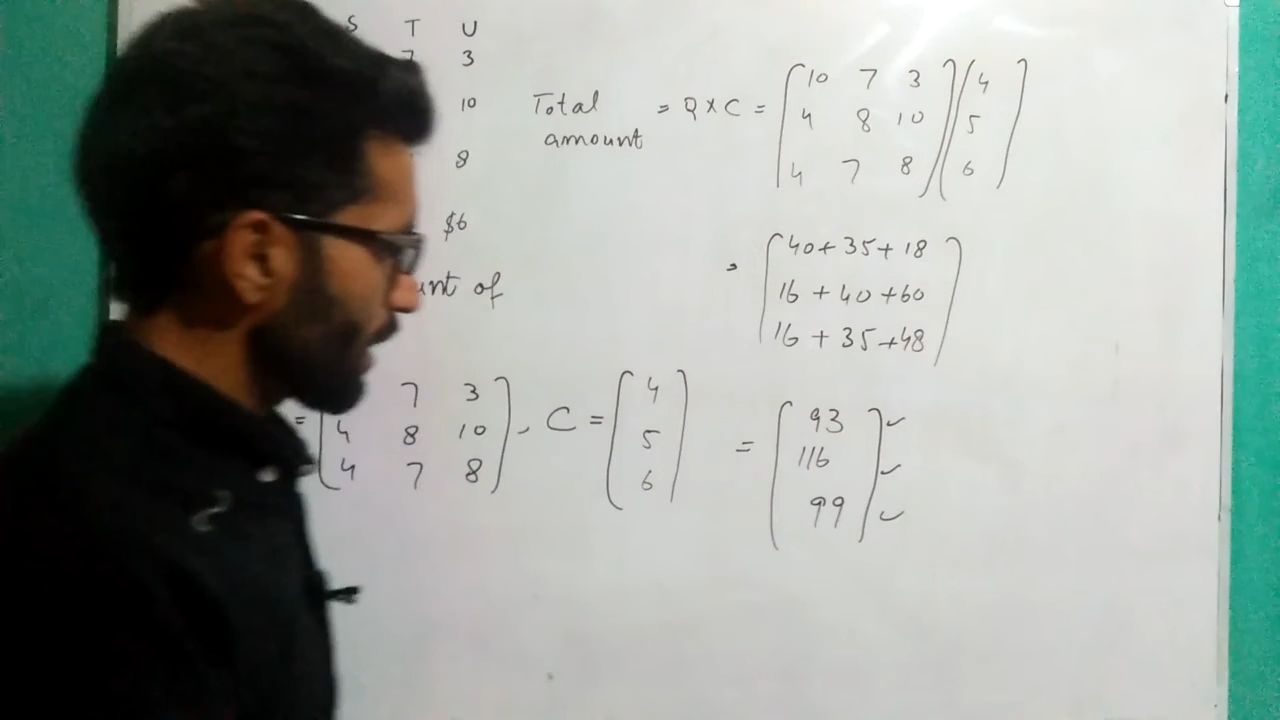 S T U
7 3
10
8
$6
unt of
Total amount = Q × C = [10 7 3] [4]
[4 8 10] [5]
[4 7 8] [6]
= [40 + 35 + 18]
[16 + 40 + 60]
[16 + 35 + 48]
= [ 7 3], C = [4]
[4 8 10] [5]
[4 7 8] [6]
= [93] ✓
[116] ✓
[99] ✓